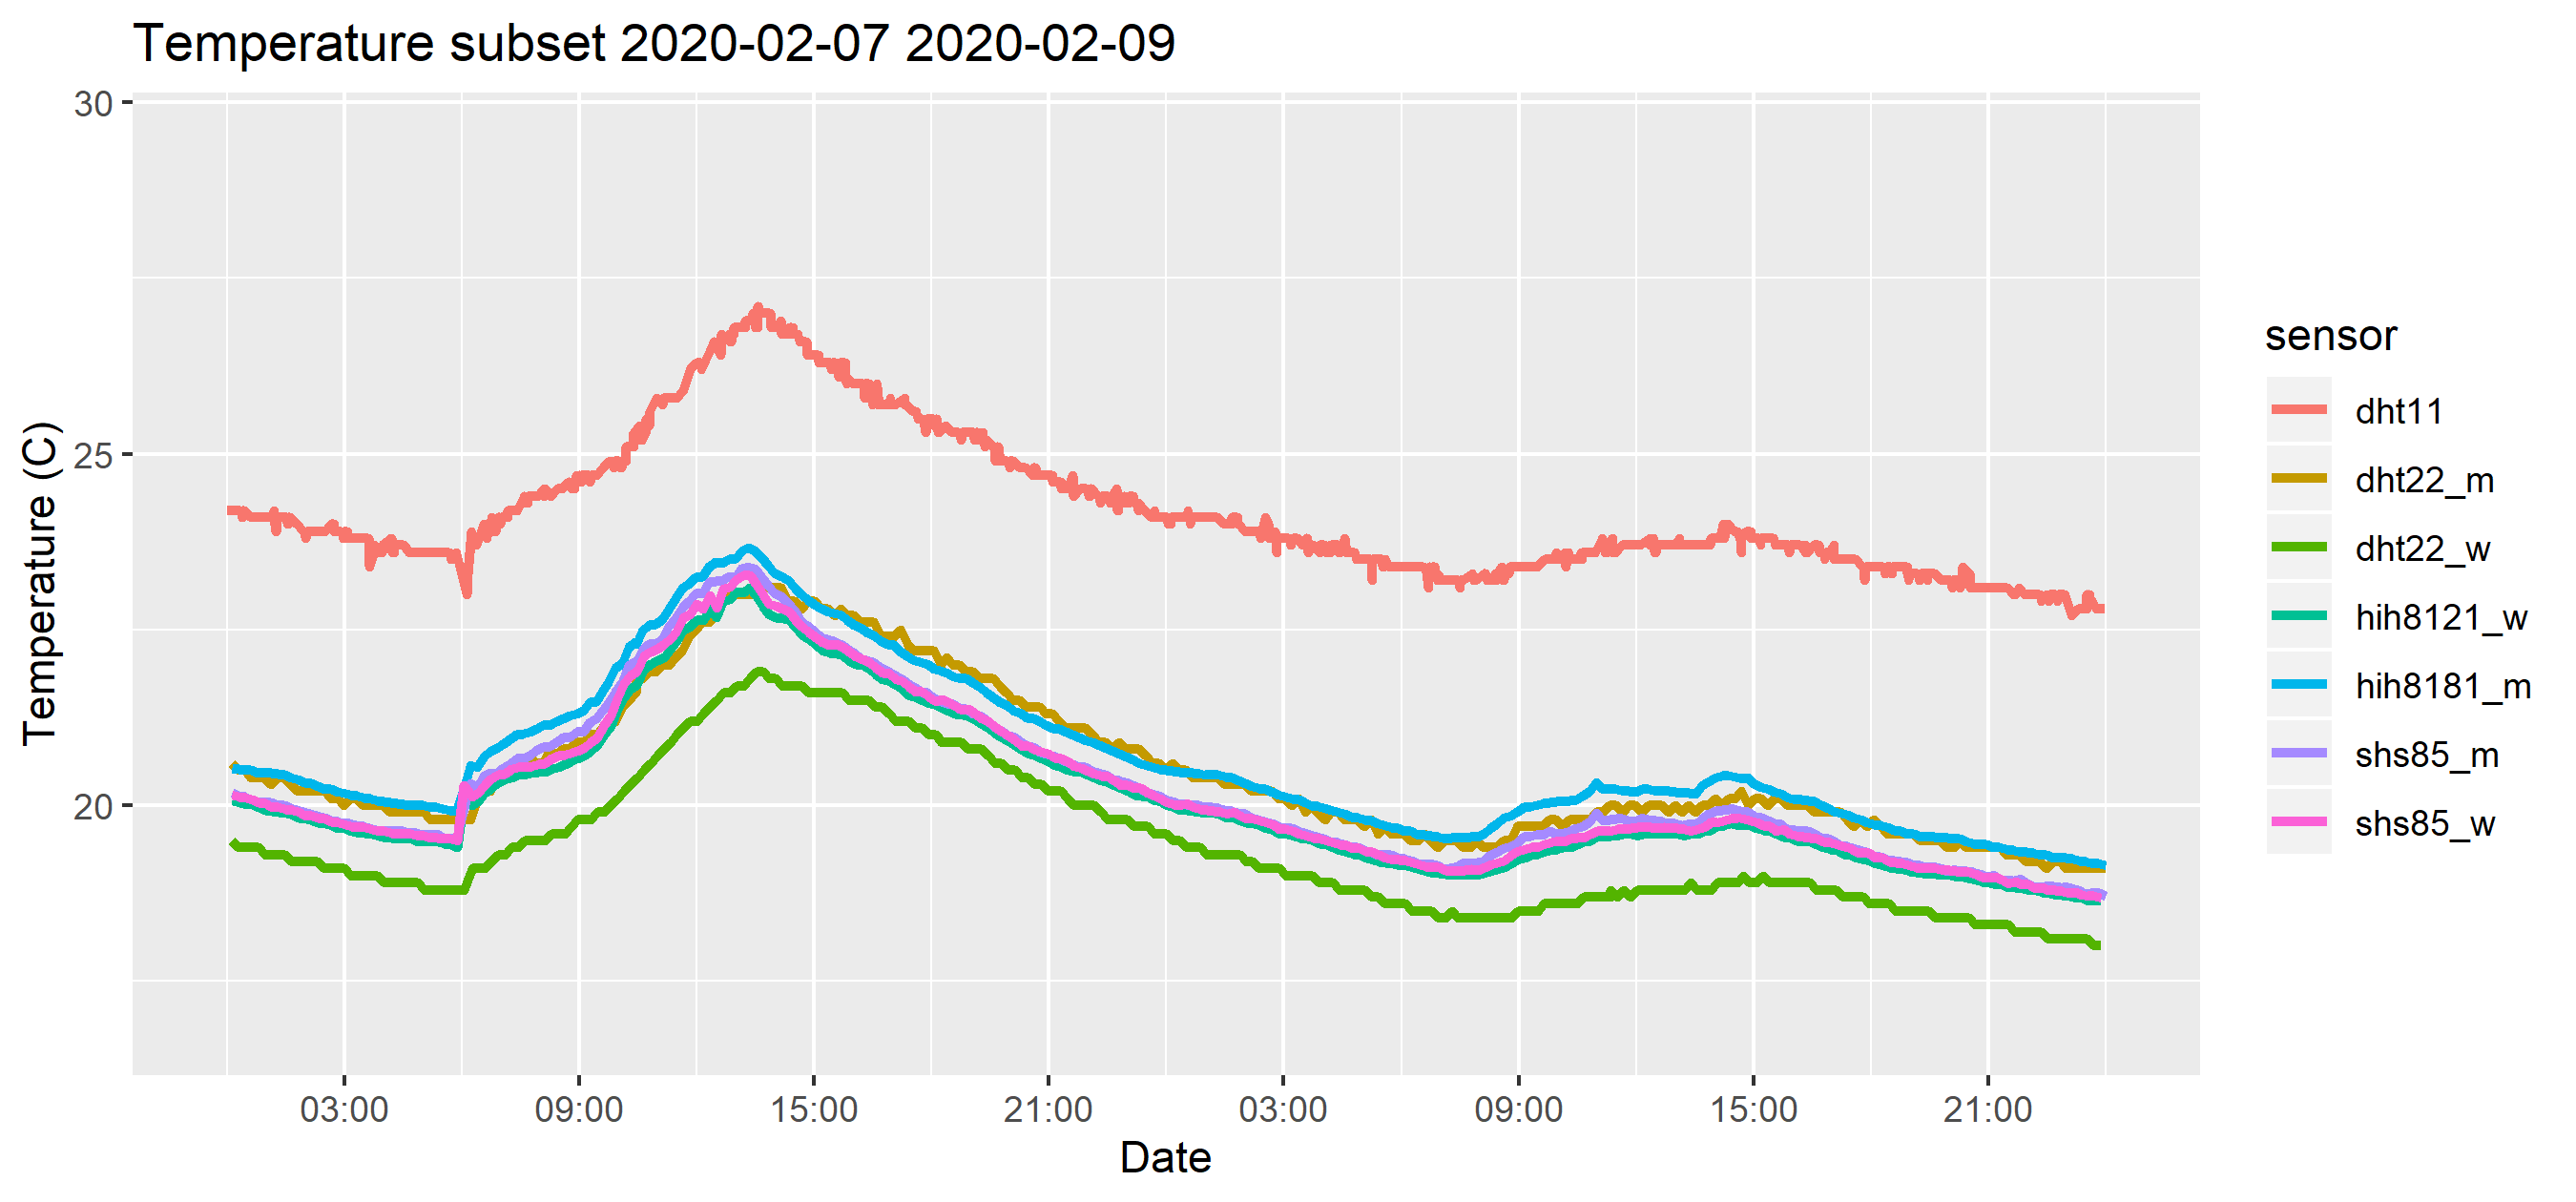 Temperature subset 2020-02-07 2020-02-09
30
25
20
Temperature (C)
03:00 09:00 15:00 21:00 03:00 09:00 15:00 21:00
Date
sensor
dht11
dht22_m
dht22_w
hih8121_w
hih8181_m
shs85_m
shs85_w